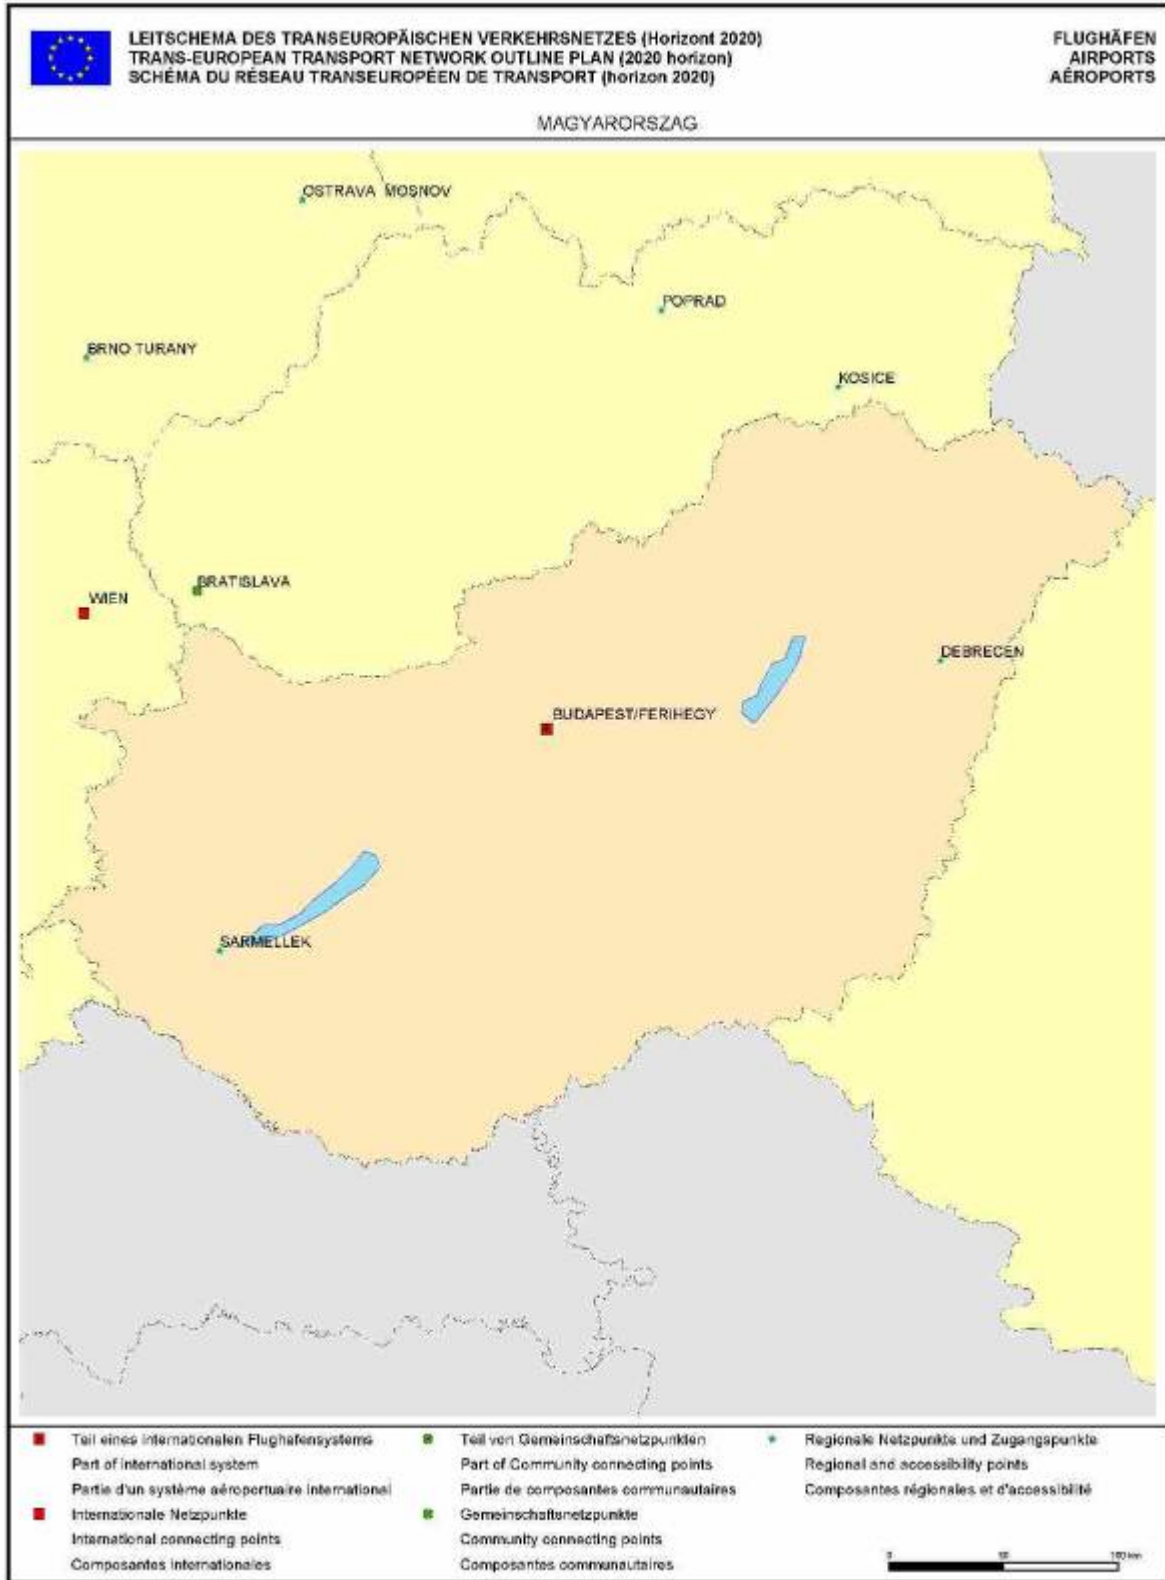 LEITSCHEMA DES TRANSEUROPÄISCHEN VERKEHRSNETZES (Horizont 2020)
TRANS-EUROPEAN TRANSPORT NETWORK OUTLINE PLAN (2020 horizon)
SCHÉMA DU RÉSEAU TRANSEUROPÉEN DE TRANSPORT (horizon 2020)
FLUGHÄFEN
AIRPORTS
AÉROPORTS
MAGYARORSZAG
OSTRAVA MOSNOV
POPRAD
BRNO TURANY
KOSICE
BRATISLAVA
WIEN
DEBRECEN
BUDAPEST/FERIHEGY
SARMELLEK
Teil eines internationalen Flughafensystems
Part of international system
Partie d'un système aéroportuaire international
Internationale Netzpunkte
International connecting points
Composantes internationales
Teil von Gemeinschaftsnetzpunkten
Part of Community connecting points
Partie de composantes communautaires
Gemeinschaftsnetzpunkte
Community connecting points
Composantes communautaires
Regionale Netzpunkte und Zugangspunkte
Regional and accessibility points
Composantes régionales et d'accessibilité
0 50 100 km